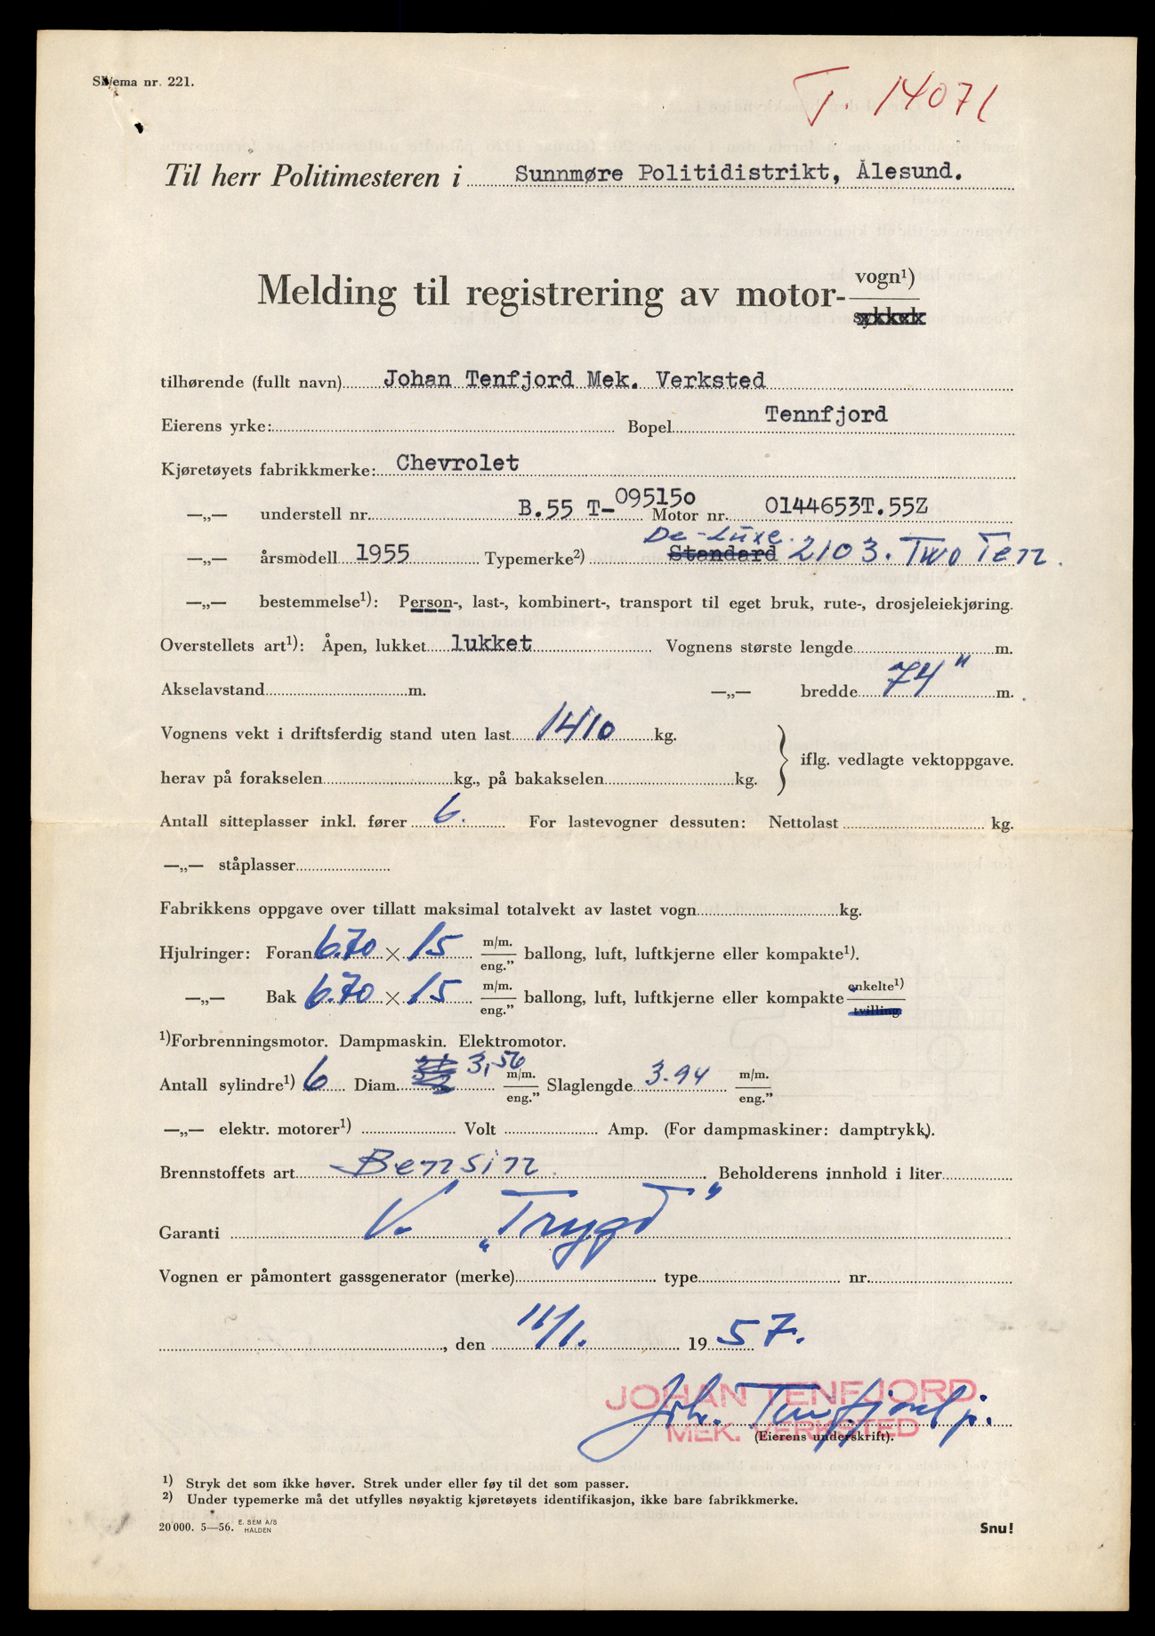 Skjema nr. 221.
T. 14071
Til herr Politimesteren i Sunnmøre Politidistrikt, Ålesund.
Melding til registrering av motor- vogn¹)
sykkel
tilhørende (fullt navn) Johan Tenfjord Mek. Verksted
Eierens yrke: Bopel Tennfjord
Kjøretøyets fabrikkmerke: Chevrolet
—„— understell nr. B.55 T-095150 Motor nr. 0144653T.55Z
De-Luxe.
—„— årsmodell 1955 Typemerke²) Standard 2103. Two Ten.
—„— bestemmelse¹): Person-, last-, kombinert-, transport til eget bruk, rute-, drosjeleiekjøring.
Overstellets art¹): Åpen, lukket lukket Vognens største lengde m.
Akselavstand m. —„— bredde 74" m.
Vognens vekt i driftsferdig stand uten last 1410 kg.
iflg. vedlagte vektoppgave.
herav på forakselen kg., på bakakselen kg.
Antall sitteplasser inkl. fører 6. For lastevogner dessuten: Nettolast kg.
—„— ståplasser
Fabrikkens oppgave over tillatt maksimal totalvekt av lastet vogn kg.
Hjulringer: Foran 6.70 × 15 m/m. eng.” ballong, luft, luftkjerne eller kompakte¹).
—„— Bak 6.70 × 15 m/m. eng.” ballong, luft, luftkjerne eller kompakte enkelte¹) tvilling
¹)Forbrenningsmotor. Dampmaskin. Elektromotor.
Antall sylindre¹) 6 Diam. 3,56 m/m. eng.” Slaglengde 3.94 m/m. eng.”
—„— elektr. motorer¹) Volt Amp. (For dampmaskiner: damptrykk).
Brennstoffets art Bensin. Beholderens innhold i liter
Garanti V. „Trygd”
Vognen er påmontert gassgenerator (merke) type nr.
, den 11/1. 1957.
JOHAN TENFJORD
MEK. VERKSTED
Joh. Tenfjord j.
(Eierens underskrift).
¹) Stryk det som ikke høver. Strek under eller føy til det som passer.
²) Under typemerke må det utfylles nøyaktig kjøretøyets identifikasjon, ikke bare fabrikkmerke.
20 000. 5—56. E. SEM A/S HALDEN
Snu!